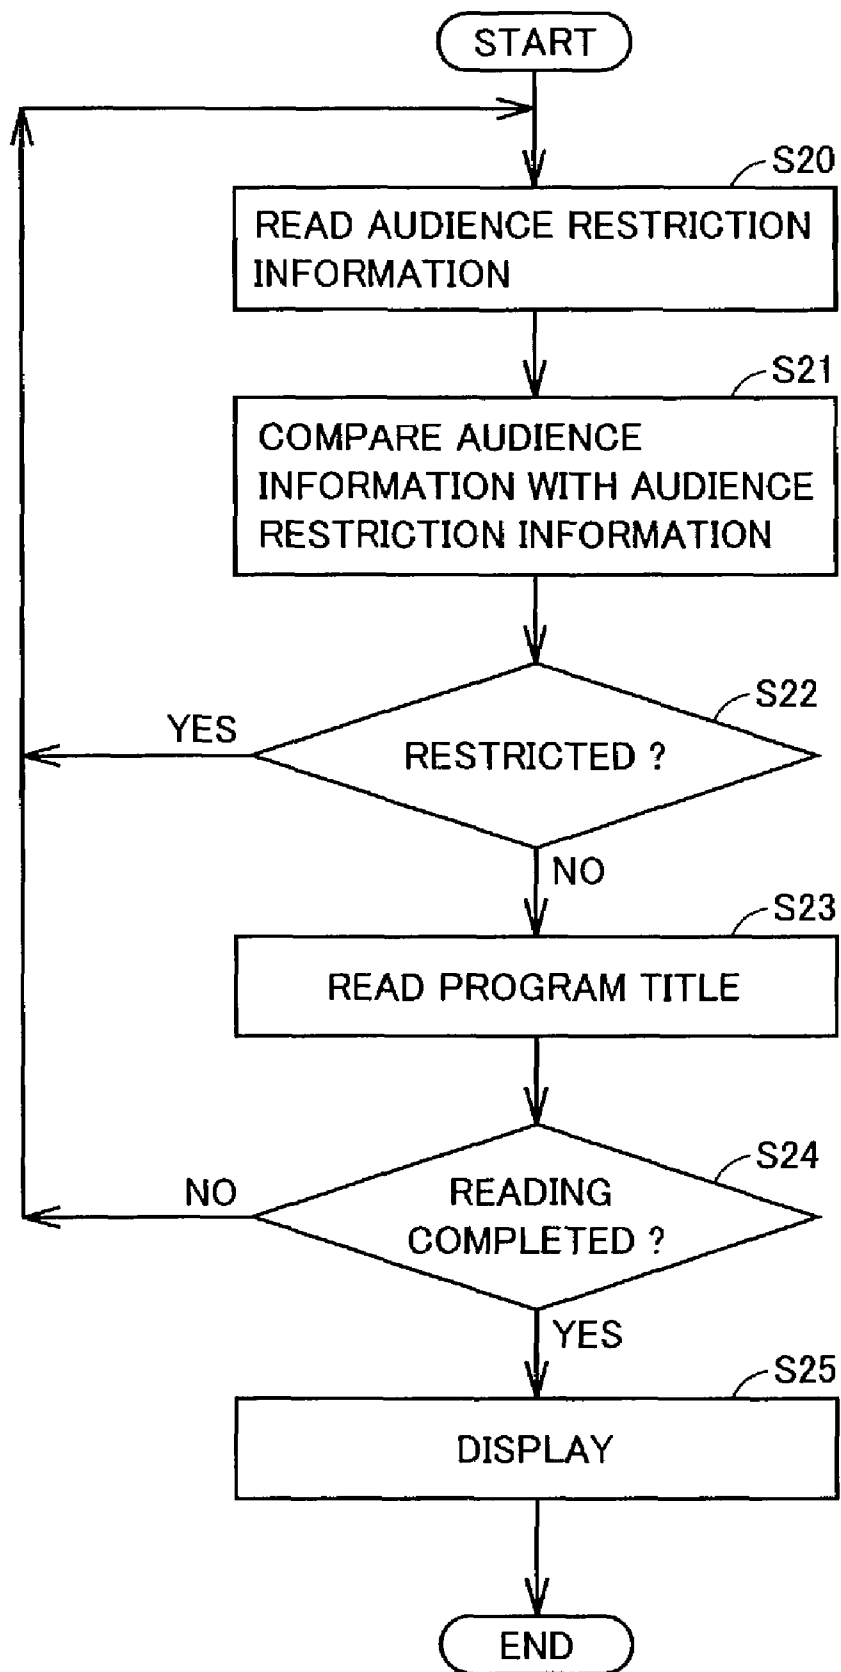 START
S20
READ AUDIENCE RESTRICTION
INFORMATION
S21
COMPARE AUDIENCE
INFORMATION WITH AUDIENCE
RESTRICTION INFORMATION
S22
YES
RESTRICTED ?
NO
S23
READ PROGRAM TITLE
S24
NO
READING
COMPLETED ?
YES
S25
DISPLAY
END